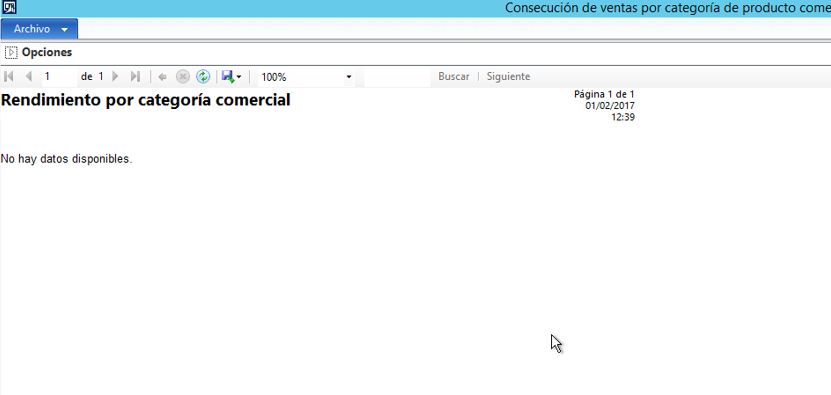 Consecución de ventas por categoría de producto come
Archivo
Opciones
1 de 1 100% Buscar | Siguiente
Rendimiento por categoría comercial
Página 1 de 1
01/02/2017
12:39
No hay datos disponibles.